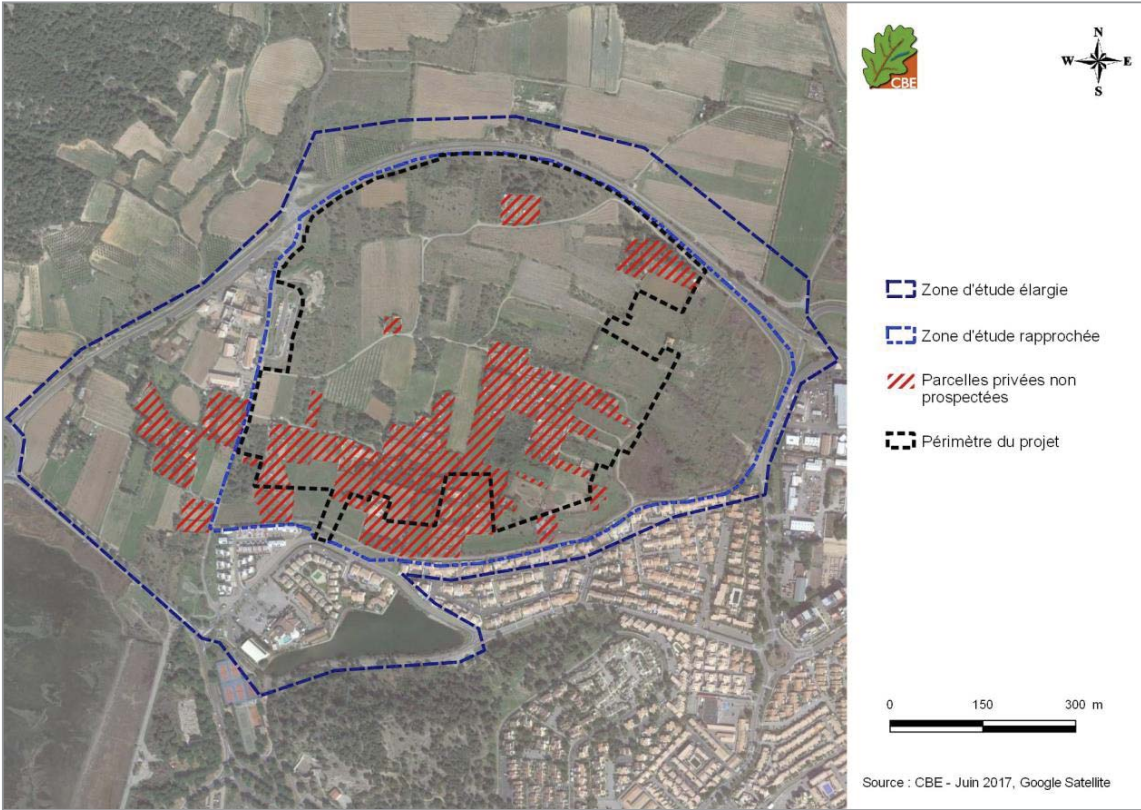 CBE
N
W E
S
Zone d'étude élargie
Zone d'étude rapprochée
Parcelles privées non
prospectées
Périmètre du projet
0 150 300 m
Source : CBE - Juin 2017, Google Satellite